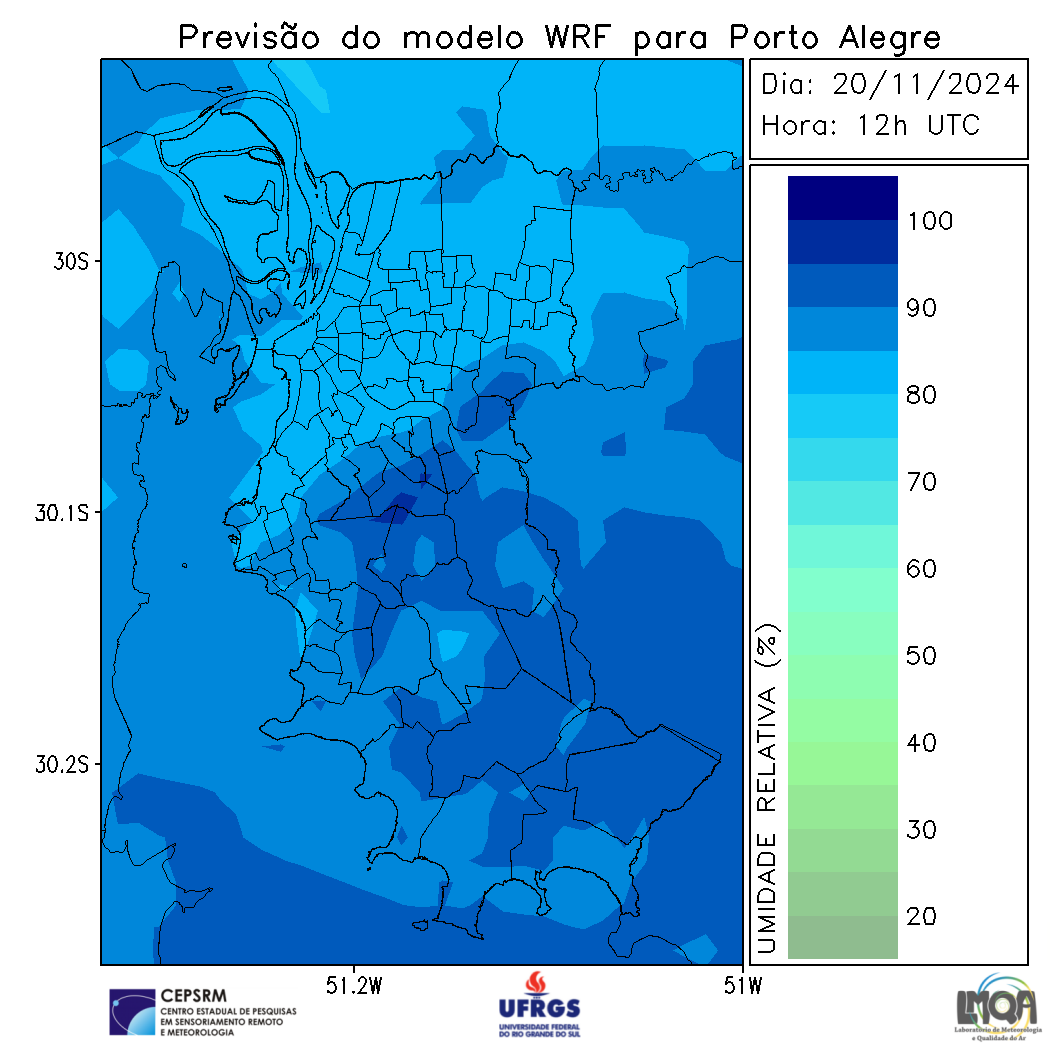 Previsão do modelo WRF para Porto Alegre
Dia: 20/11/2024
Hora: 12h UTC
30S
30.1S
30.2S
51.2W
51W
100
90
80
70
60
50
40
30
20
UMIDADE RELATIVA (%)
CEPSRM
CENTRO ESTADUAL DE PESQUISAS
EM SENSORIAMENTO REMOTO
E METEOROLOGIA
UFRGS
UNIVERSIDADE FEDERAL
DO RIO GRANDE DO SUL
LMQA
Laboratório de Meteorologia
e Qualidade do Ar